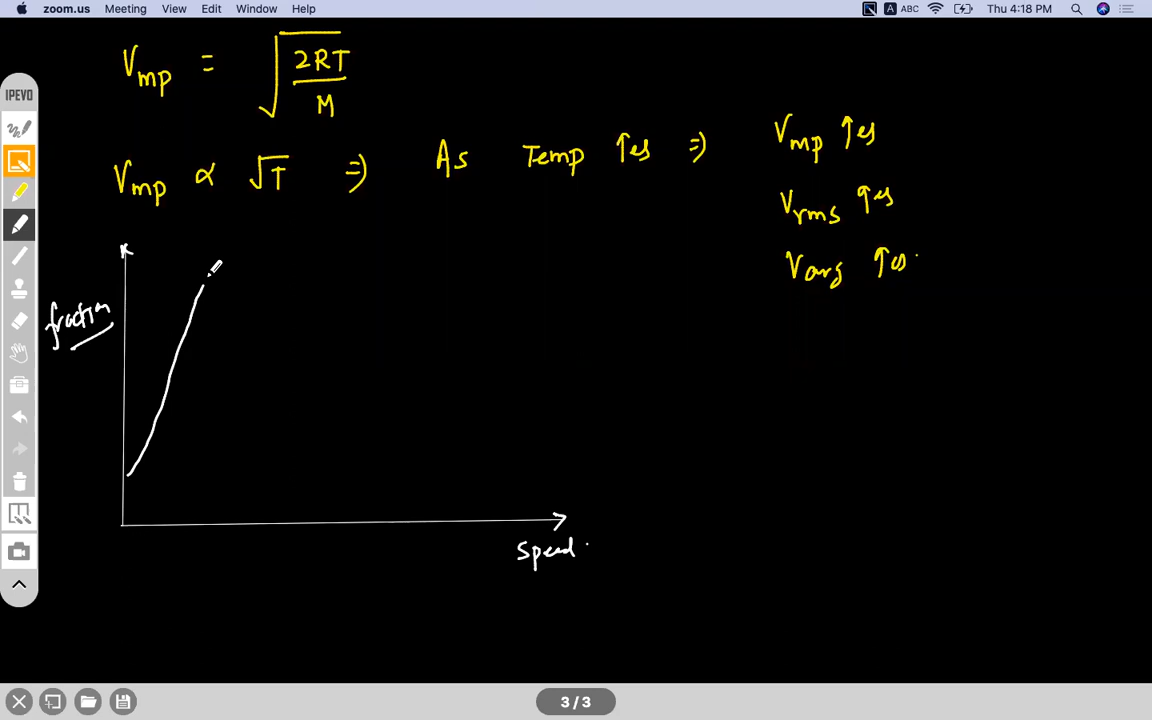 zoom.us Meeting View Edit Window Help
A ABC Thu 4:18 PM
IPEVO
Vmp = √2RT/M
Vmp ∝ √T ⇒ As Temp ↑es ⇒ Vmp ↑es
Vrms ↑es
Vavg ↑es
fraction
Speed
3 / 3